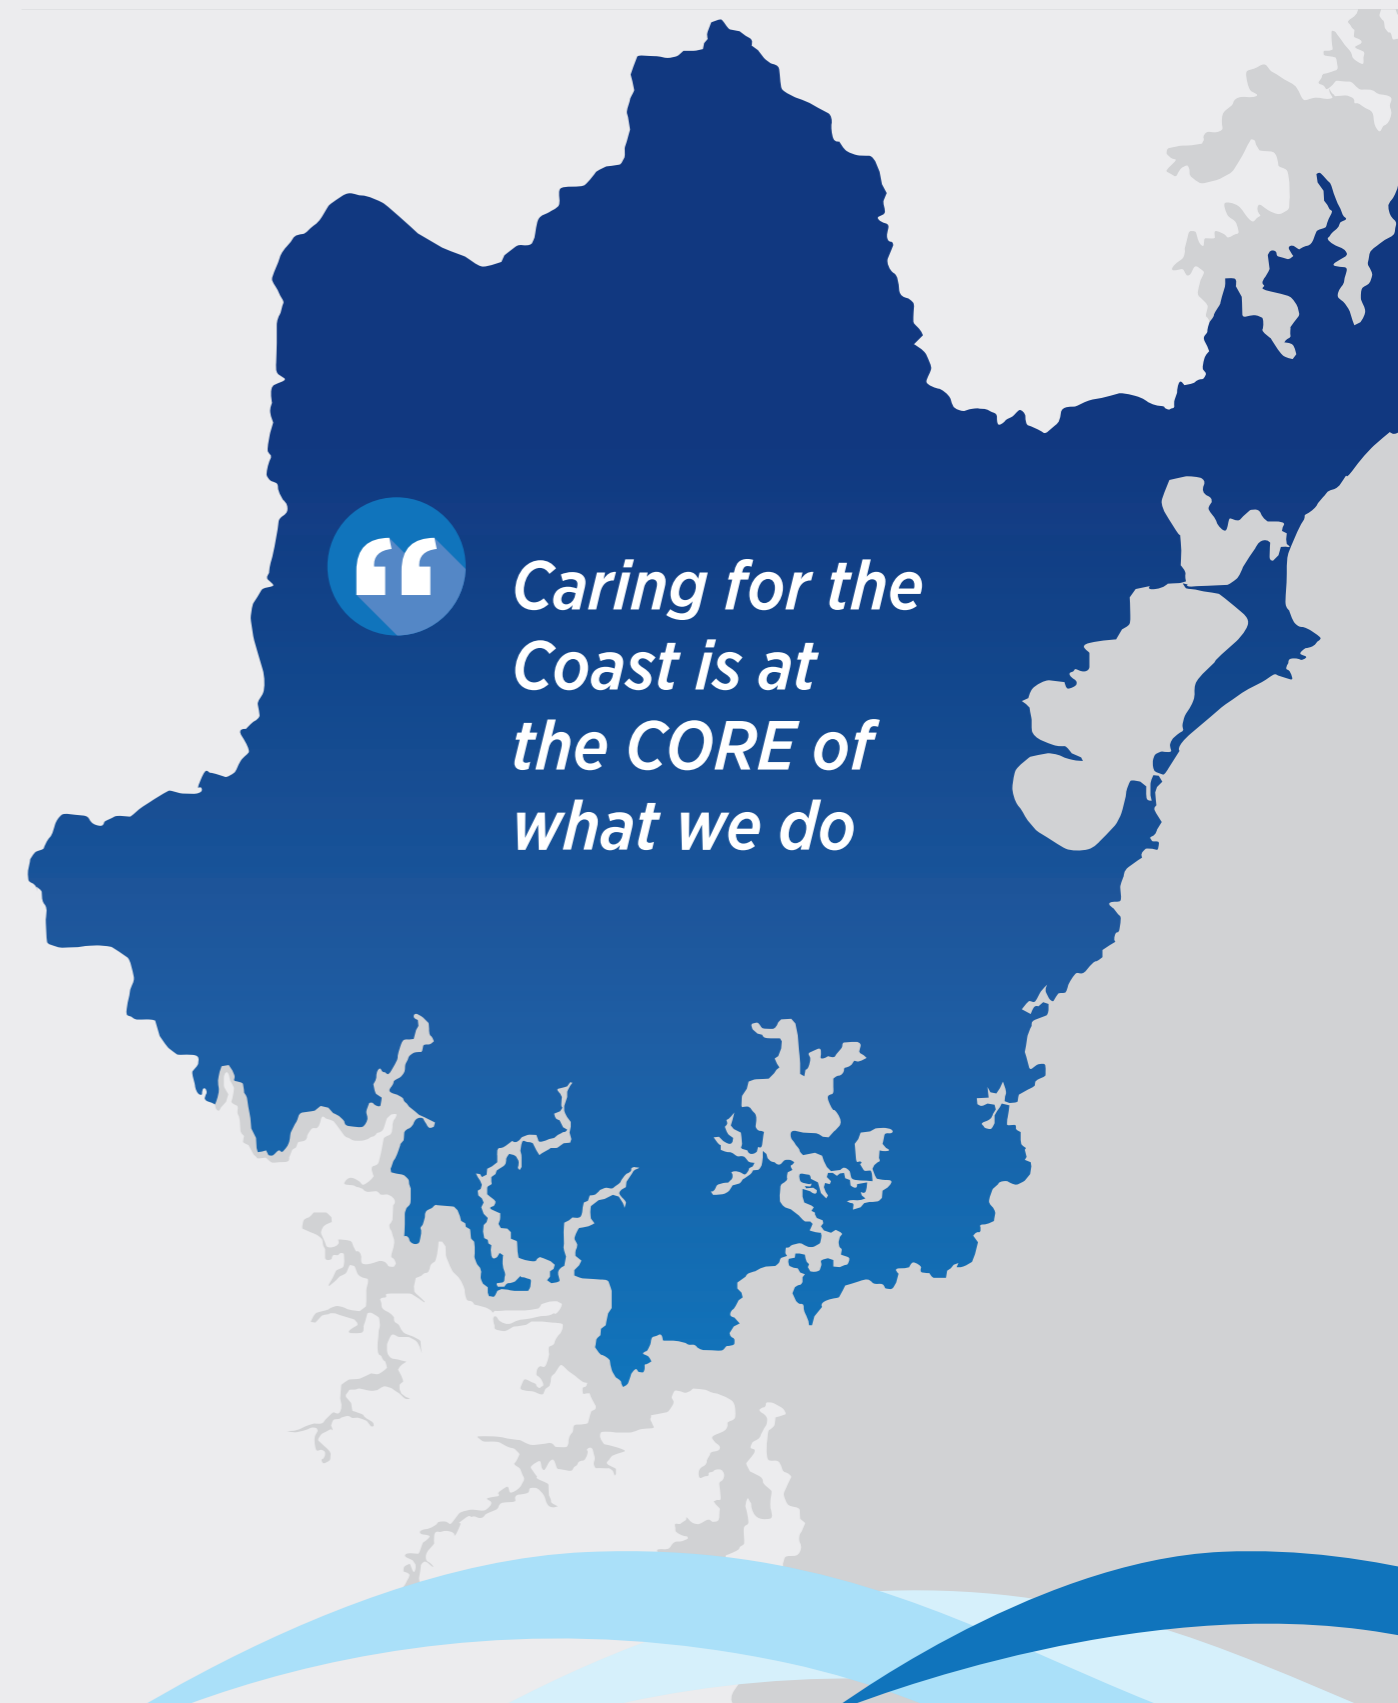 “
Caring for the
Coast is at
the CORE of
what we do